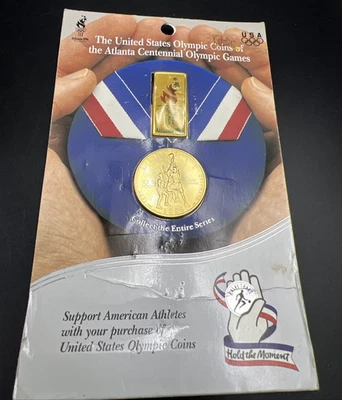 USA
The United States Olympic Coins of
the Atlanta Centennial Olympic Games
Collect the Entire Series
Support American Athletes
with your purchase of
United States Olympic Coins
Hold the Moment